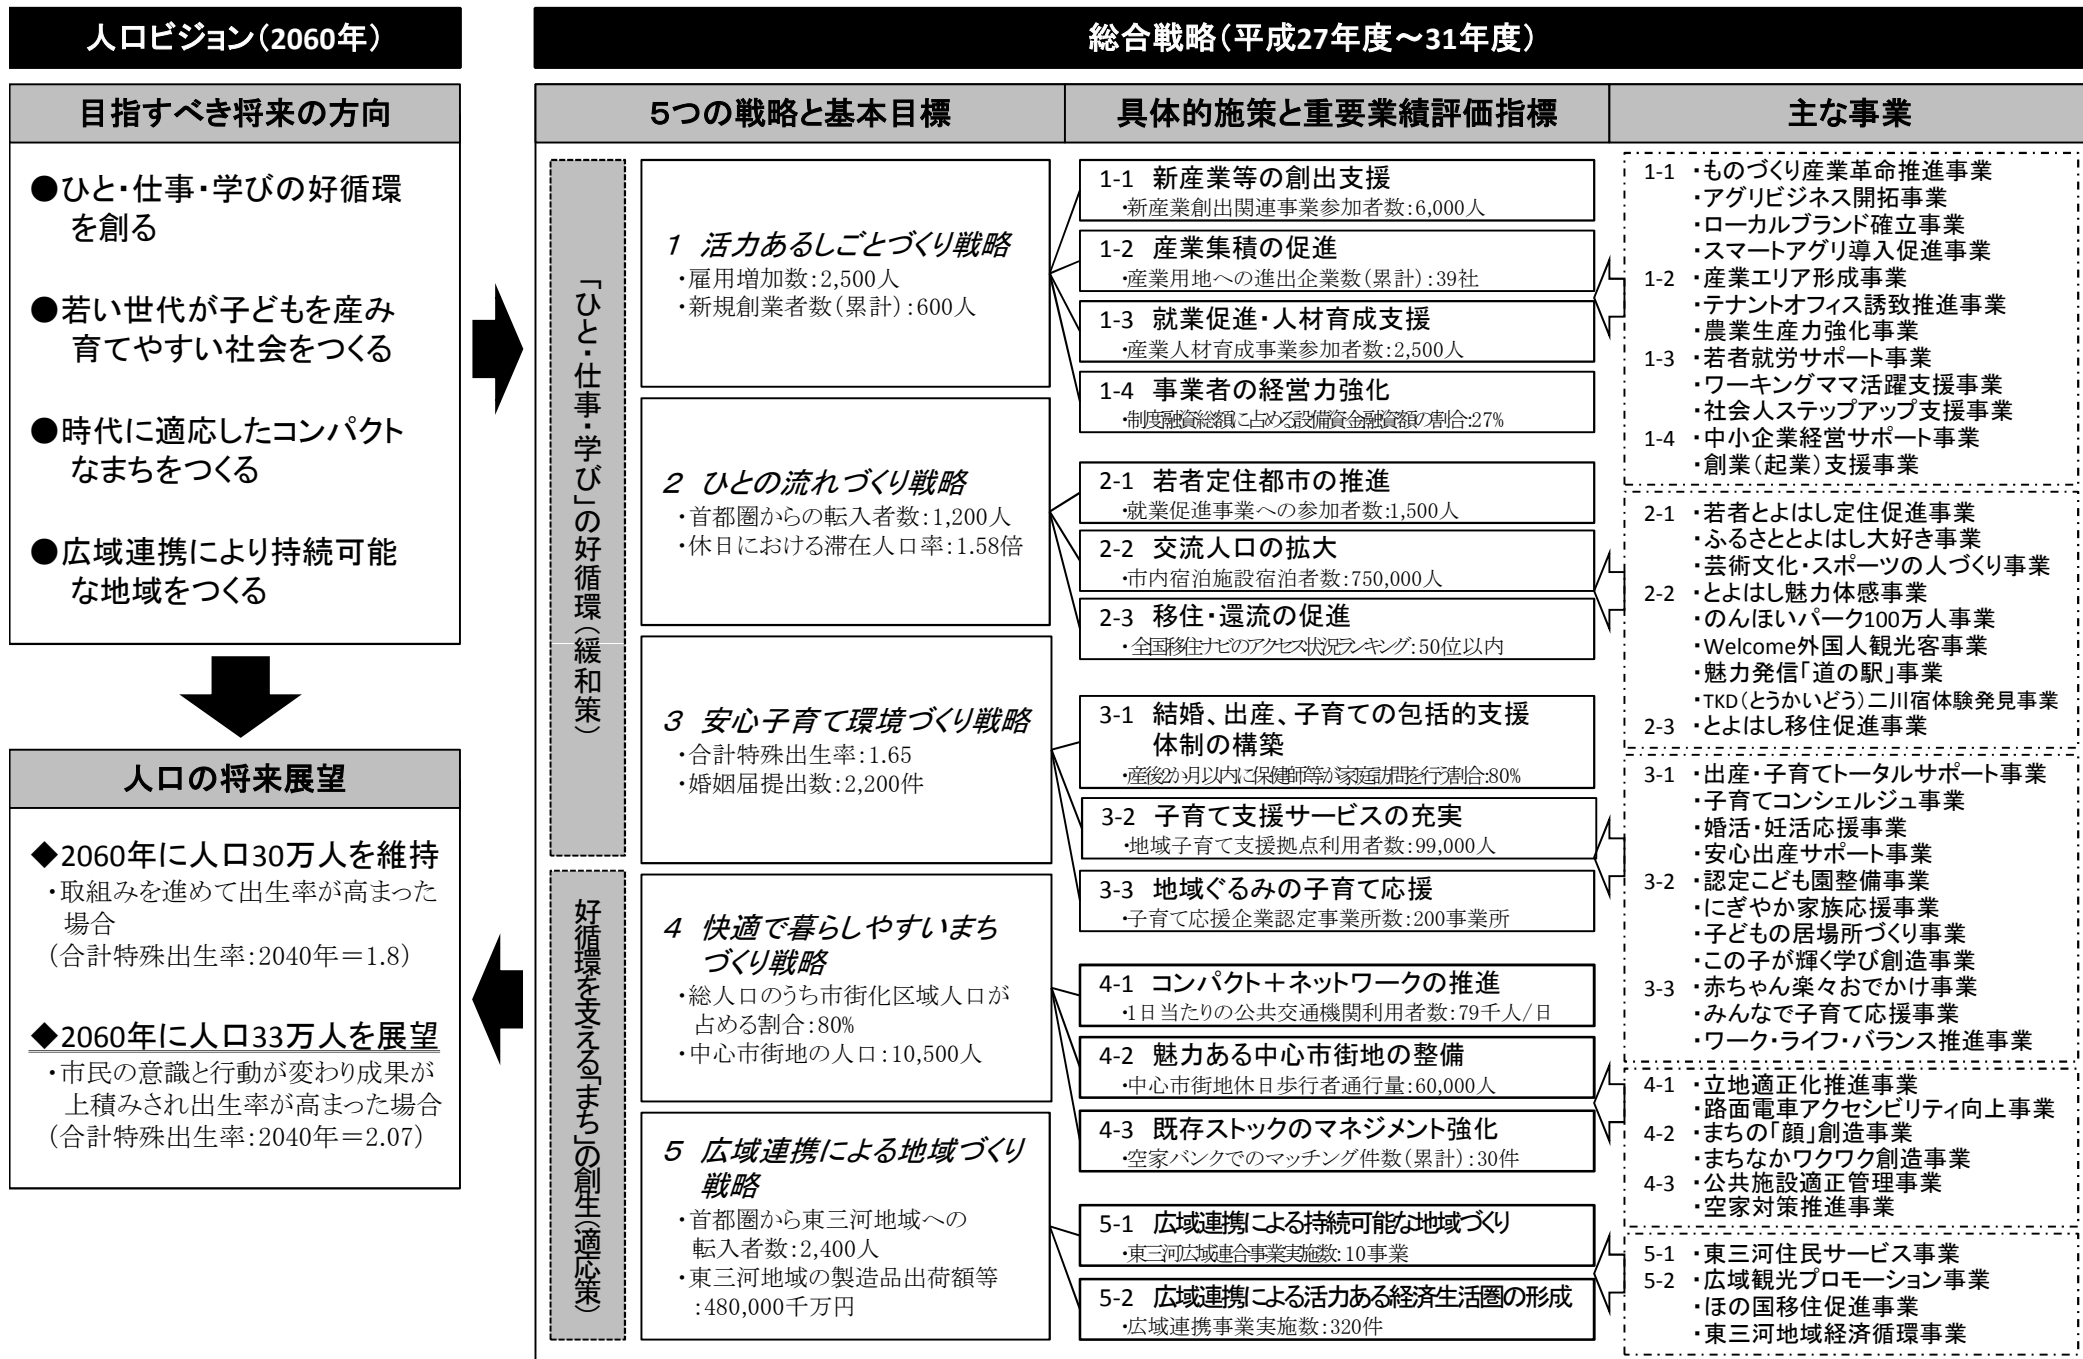 人口ビジョン(2060年)
目指すべき将来の方向
●ひと・仕事・学びの好循環
を創る
●若い世代が子どもを産み
育てやすい社会をつくる
●時代に適応したコンパクト
なまちをつくる
●広域連携により持続可能
な地域をつくる
人口の将来展望
◆2060年に人口30万人を維持
・取組みを進めて出生率が高まった
場合
(合計特殊出生率:2040年=1.8)
◆2060年に人口33万人を展望
・市民の意識と行動が変わり成果が
上積みされ出生率が高まった場合
(合計特殊出生率:2040年=2.07)
総合戦略(平成27年度～31年度)
5つの戦略と基本目標
「ひと・仕事・学び」の好循環(緩和策)
好循環を支える「まち」の創生(適応策)
1 活力あるしごとづくり戦略
・雇用増加数:2,500人
・新規創業者数(累計):600人
2 ひとの流れづくり戦略
・首都圏からの転入者数:1,200人
・休日における滞在人口率:1.58倍
3 安心子育て環境づくり戦略
・合計特殊出生率:1.65
・婚姻届提出数:2,200件
4 快適で暮らしやすいまち
づくり戦略
・総人口のうち市街化区域人口が
占める割合:80%
・中心市街地の人口:10,500人
5 広域連携による地域づくり
戦略
・首都圏から東三河地域への
転入者数:2,400人
・東三河地域の製造品出荷額等
:480,000千万円
具体的施策と重要業績評価指標
1-1 新産業等の創出支援
・新産業創出関連事業参加者数:6,000人
1-2 産業集積の促進
・産業用地への進出企業数(累計):39社
1-3 就業促進・人材育成支援
・産業人材育成事業参加者数:2,500人
1-4 事業者の経営力強化
・制度融資総額に占める設備資金融資額の割合:27%
2-1 若者定住都市の推進
・就業促進事業への参加者数:1,500人
2-2 交流人口の拡大
・市内宿泊施設宿泊者数:750,000人
2-3 移住・還流の促進
・全国移住ナビのアクセス状況ランキング:50位以内
3-1 結婚、出産、子育ての包括的支援
体制の構築
・産後2か月以内に保健師等が家庭訪問を行う割合:80%
3-2 子育て支援サービスの充実
・地域子育て支援拠点利用者数:99,000人
3-3 地域ぐるみの子育て応援
・子育て応援企業認定事業所数:200事業所
4-1 コンパクト+ネットワークの推進
・1日当たりの公共交通機関利用者数:79千人/日
4-2 魅力ある中心市街地の整備
・中心市街地休日歩行者通行量:60,000人
4-3 既存ストックのマネジメント強化
・空家バンクでのマッチング件数(累計):30件
5-1 広域連携による持続可能な地域づくり
・東三河広域連合事業実施数:10事業
5-2 広域連携による活力ある経済生活圏の形成
・広域連携事業実施数:320件
主な事業
1-1 ・ものづくり産業革命推進事業
・アグリビジネス開拓事業
・ローカルブランド確立事業
・スマートアグリ導入促進事業
1-2 ・産業エリア形成事業
・テナントオフィス誘致推進事業
・農業生産力強化事業
1-3 ・若者就労サポート事業
・ワーキングママ活躍支援事業
・社会人ステップアップ支援事業
1-4 ・中小企業経営サポート事業
・創業(起業)支援事業
2-1 ・若者とよはし定住促進事業
・ふるさととよはし大好き事業
・芸術文化・スポーツの人づくり事業
2-2 ・とよはし魅力体感事業
・のんほいパーク100万人事業
・Welcome外国人観光客事業
・魅力発信「道の駅」事業
・TKD(とうかいどう)二川宿体験発見事業
2-3 ・とよはし移住促進事業
3-1 ・出産・子育てトータルサポート事業
・子育てコンシェルジュ事業
・婚活・妊活応援事業
・安心出産サポート事業
3-2 ・認定こども園整備事業
・にぎやか家族応援事業
・子どもの居場所づくり事業
・この子が輝く学び創造事業
3-3 ・赤ちゃん楽々おでかけ事業
・みんなで子育て応援事業
・ワーク・ライフ・バランス推進事業
4-1 ・立地適正化推進事業
・路面電車アクセシビリティ向上事業
4-2 ・まちの「顔」創造事業
・まちなかワクワク創造事業
4-3 ・公共施設適正管理事業
・空家対策推進事業
5-1 ・東三河住民サービス事業
5-2 ・広域観光プロモーション事業
・ほの国移住促進事業
・東三河地域経済循環事業